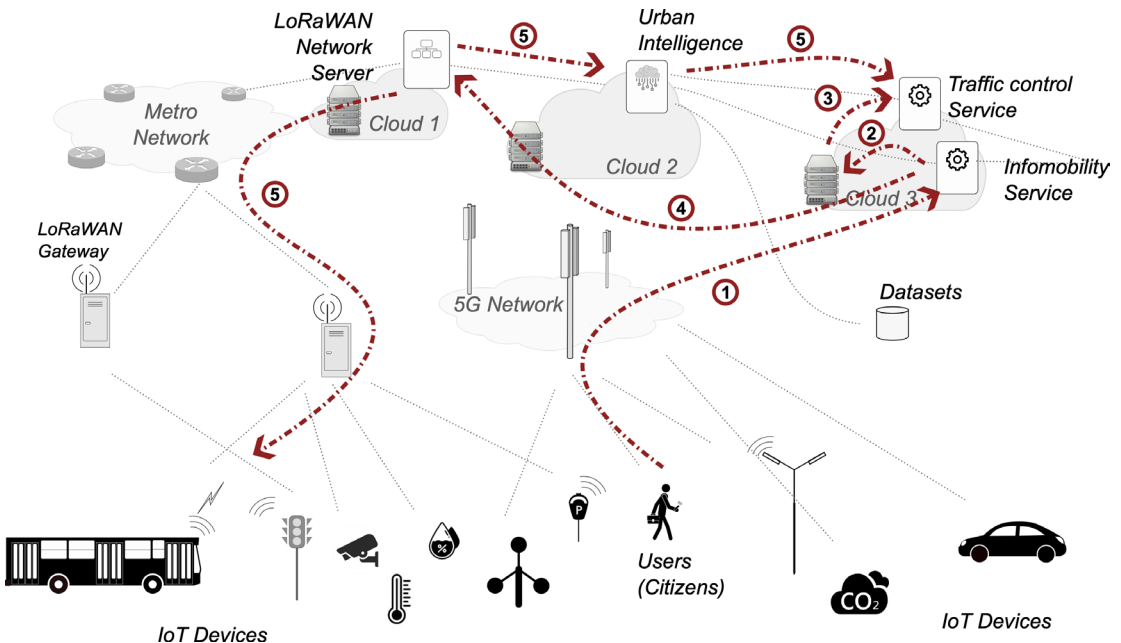 LoRaWAN
Network
Server
5
Urban
Intelligence
5
Traffic control
Service
3
Metro
Network
Cloud 1
2
Cloud 2
Infomobility
Service
Cloud 3
5
4
LoRaWAN
Gateway
1
5G Network
Datasets
P
%
Users
(Citizens)
CO2
IoT Devices
IoT Devices